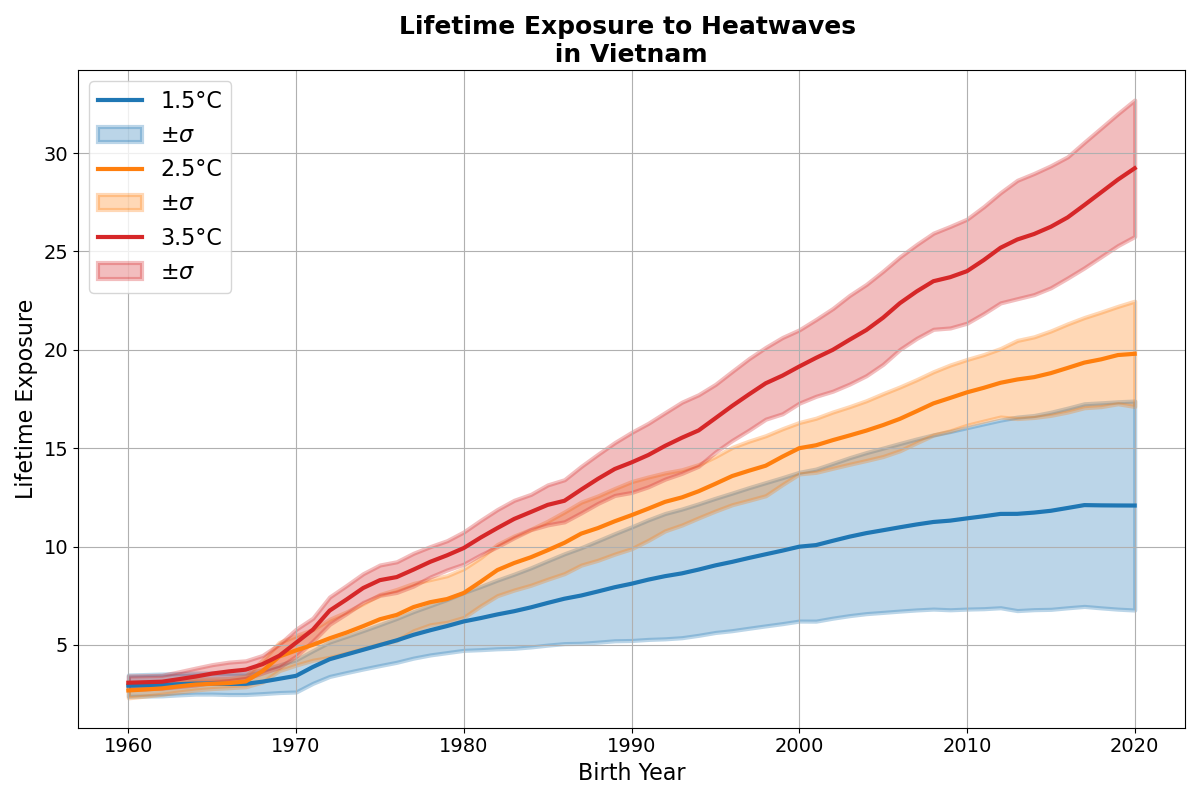 Lifetime Exposure to Heatwaves
in Vietnam
1.5°C
±σ
2.5°C
±σ
3.5°C
±σ
Lifetime Exposure
30
25
20
15
10
5
1960 1970 1980 1990 2000 2010 2020
Birth Year